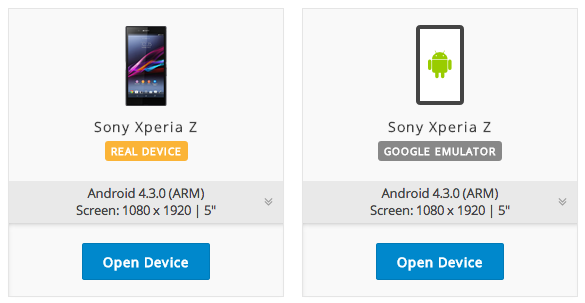 Sony Xperia Z
REAL DEVICE
Android 4.3.0 (ARM)
Screen: 1080 x 1920 | 5"
Open Device
Sony Xperia Z
GOOGLE EMULATOR
Android 4.3.0 (ARM)
Screen: 1080 x 1920 | 5"
Open Device